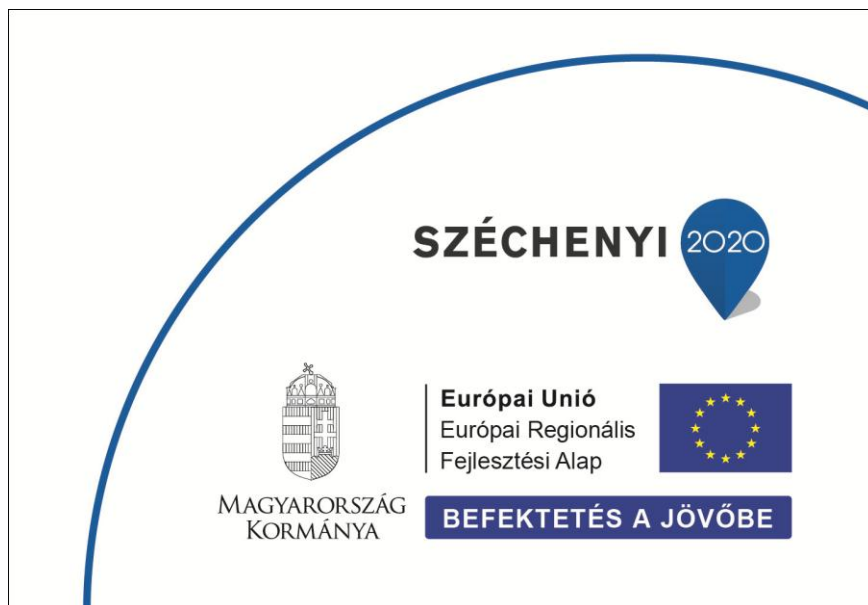 SZÉCHENYI 2020
Európai Unió
Európai Regionális
Fejlesztési Alap
MAGYARORSZÁG
KORMÁNYA
BEFEKTETÉS A JÖVŐBE